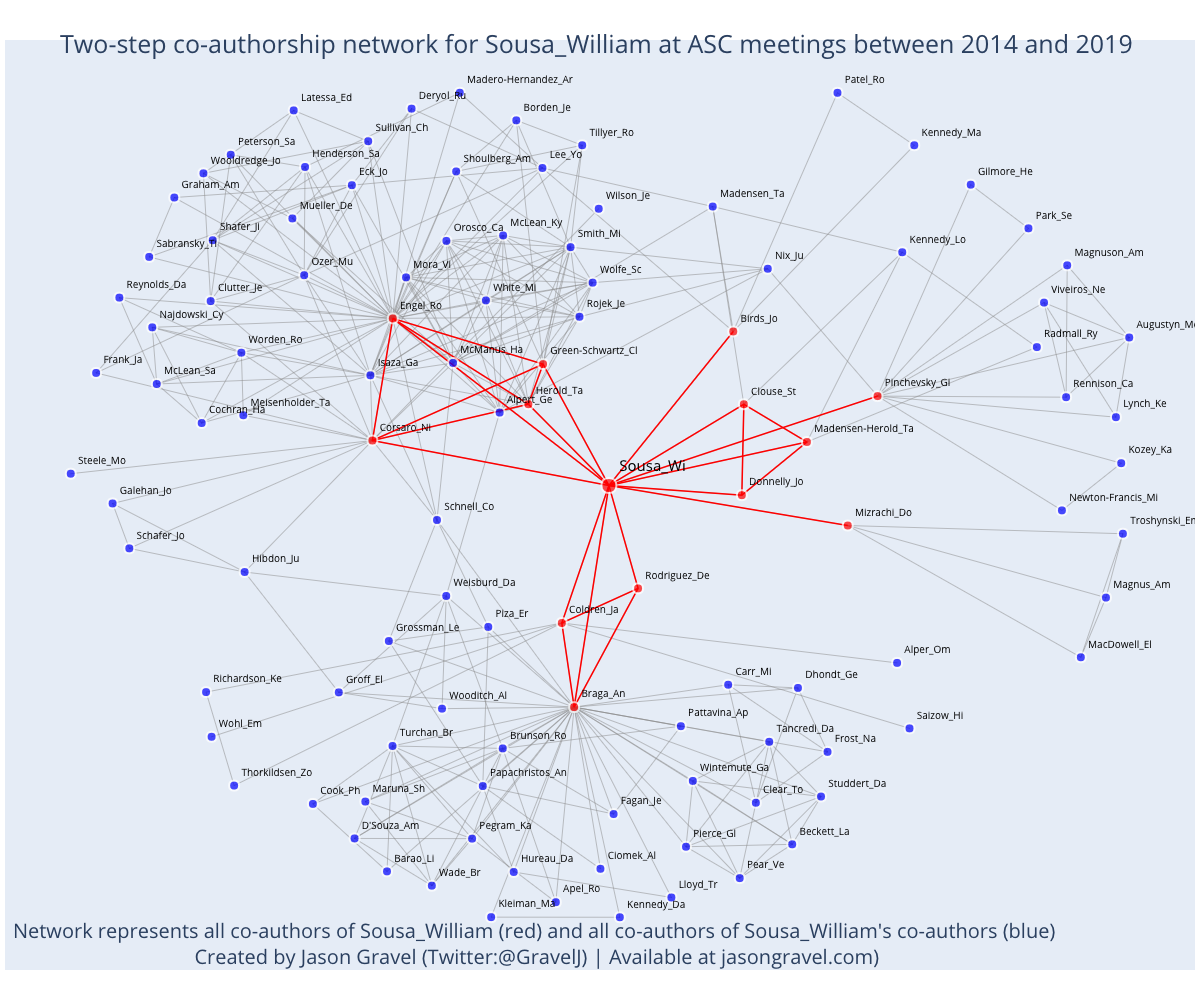 Two-step co-authorship network for Sousa_William at ASC meetings between 2014 and 2019
Madero-Hernandez_Ar
Patel_Ro
Latessa_Ed
Deryol_Ru
Borden_Je
Sullivan_Ch
Tillyer_Ro
Kennedy_Ma
Peterson_Sa
Henderson_Sa
Wooldredge_Jo
Shoulberg_Am
Lee_Yo
Eck_Jo
Gilmore_He
Graham_Am
Wilson_Je
Madensen_Ta
Mueller_De
Park_Se
Shafer_Ji
Orosco_Ca
McLean_Ky
Smith_Mi
Sabransky_Ti
Kennedy_Lo
Magnuson_Am
Ozer_Mu
Mora_Vi
Nix_Ju
Wolfe_Sc
Reynolds_Da
Clutter_Je
White_Mi
Viveiros_Ne
Engel_Ro
Rojek_Je
Najdowski_Cy
Birds_Jo
Augustyn_Me
Radmall_Ry
Worden_Ro
McManus_Ha
Green-Schwartz_Cl
Frank_Ja
Isaza_Ga
McLean_Sa
Pinchevsky_Gi
Rennison_Ca
Herold_Ta
Clouse_St
Alpert_Ge
Meisenholder_Ta
Cochran_Ha
Lynch_Ke
Corsaro_Ni
Madensen-Herold_Ta
Kozey_Ka
Steele_Mo
Sousa_Wi
Donnelly_Jo
Galehan_Jo
Newton-Francis_Mi
Schnell_Co
Mizrachi_Do
Troshynski_Em
Schafer_Jo
Hibdon_Ju
Weisburd_Da
Rodriguez_De
Magnus_Am
Coldren_Ja
Piza_Er
Grossman_Le
MacDowell_El
Alper_Om
Richardson_Ke
Groff_El
Carr_Mi
Dhondt_Ge
Wooditch_Al
Braga_An
Pattavina_Ap
Saizow_Hi
Wohl_Em
Turchan_Br
Brunson_Ro
Tancredi_Da
Frost_Na
Thorkildsen_Zo
Papachristos_An
Wintemute_Ga
Cook_Ph
Maruna_Sh
Fagan_Je
Clear_To
Studdert_Da
D'Souza_Am
Pegram_Ka
Pierce_Gl
Beckett_La
Barao_Li
Wade_Br
Hureau_Da
Ciomek_Al
Pear_Ve
Apel_Ro
Lloyd_Tr
Kleiman_Ma
Kennedy_Da
Network represents all co-authors of Sousa_William (red) and all co-authors of Sousa_William's co-authors (blue)
Created by Jason Gravel (Twitter:@GravelJ) | Available at jasongravel.com)